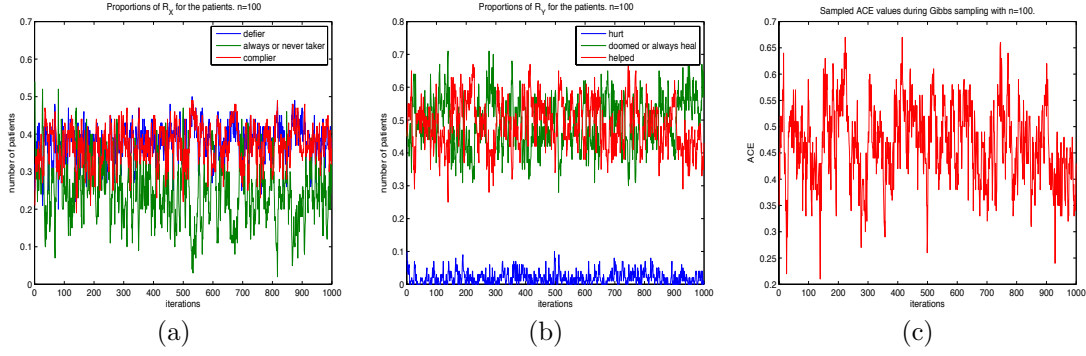 Proportions of R_X for the patients. n=100
number of patients
0.7
0.6
0.5
0.4
0.3
0.2
0.1
0
defier
always or never taker
complier
0 100 200 300 400 500 600 700 800 900 1000
iterations
(a)
Proportions of R_Y for the patients. n=100
number of patients
0.8
0.7
0.6
0.5
0.4
0.3
0.2
0.1
0
hurt
doomed or always heal
helped
0 100 200 300 400 500 600 700 800 900 1000
iterations
(b)
Sampled ACE values during Gibbs sampling with n=100.
ACE
0.7
0.65
0.6
0.55
0.5
0.45
0.4
0.35
0.3
0.25
0.2
0 100 200 300 400 500 600 700 800 900 1000
iterations
(c)